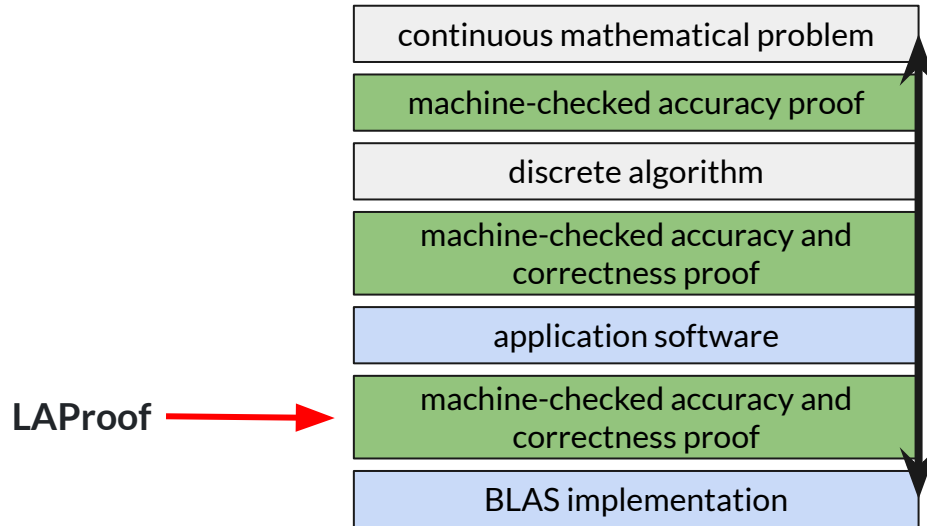 continuous mathematical problem
machine-checked accuracy proof
discrete algorithm
machine-checked accuracy and
correctness proof
application software
LAProof
machine-checked accuracy and
correctness proof
BLAS implementation